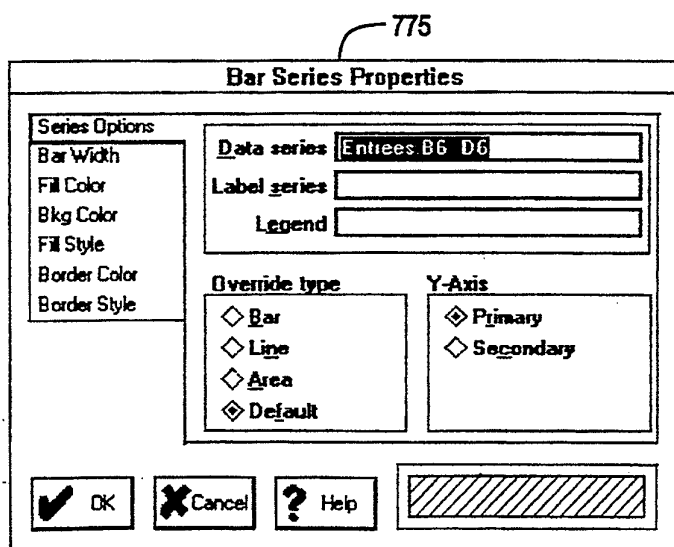 775
Bar Series Properties
Series Options
Bar Width
Fill Color
Bkg Color
Fill Style
Border Color
Border Style
Data series Entrees:B6..D6
Label series
Legend
Override type
Bar
Line
Area
Default
Y-Axis
Primary
Secondary
OK
Cancel
? Help